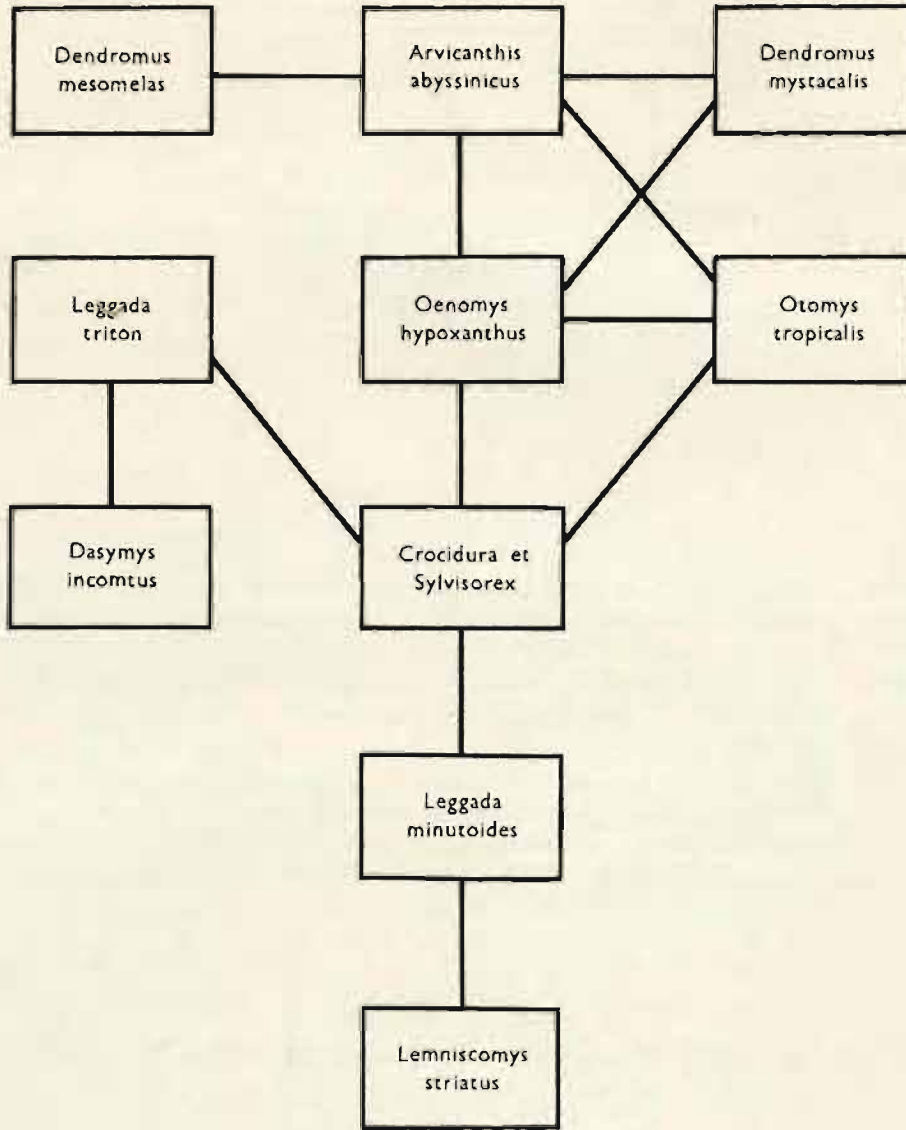 Dendromus
mesomelas
Arvicanthis
abyssinicus
Dendromus
mystacalis
Leggada
triton
Oenomys
hypoxanthus
Otomys
tropicalis
Dasymys
incomtus
Crocidura et
Sylvisorex
Leggada
minutoides
Lemniscomys
striatus